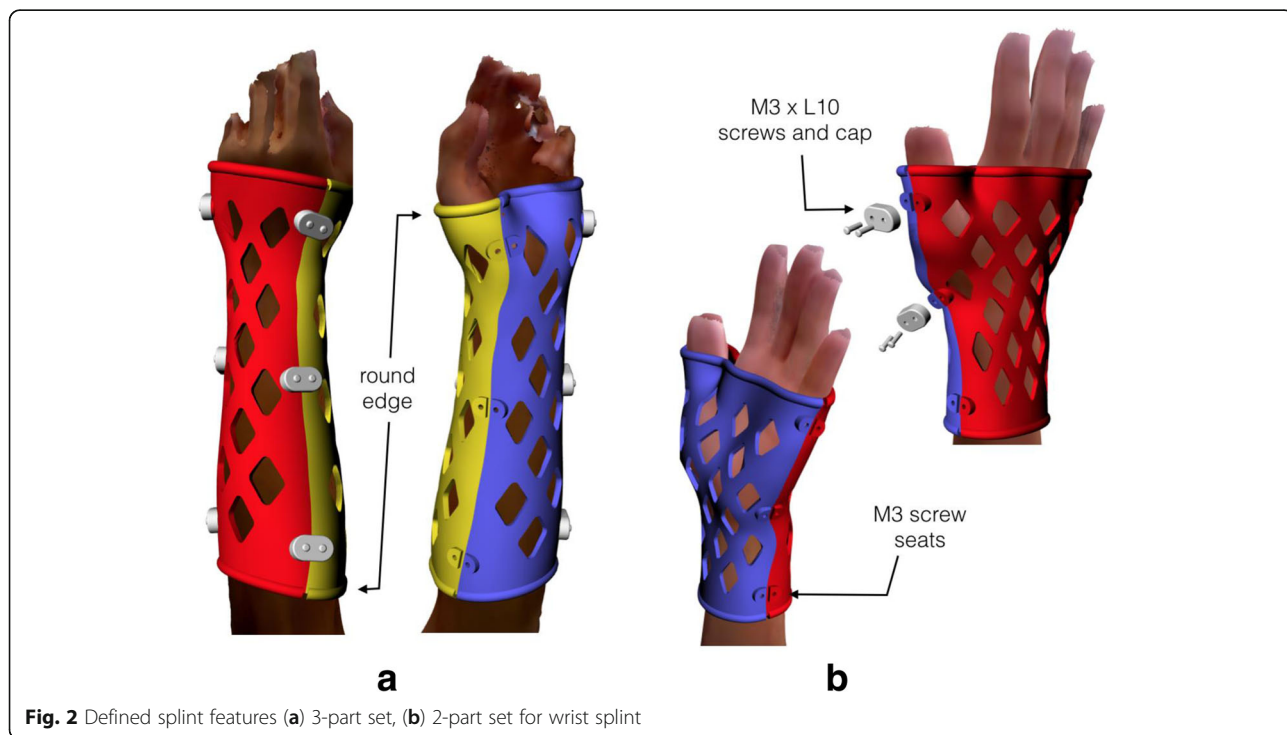 M3 x L10
screws and cap
round
edge
M3 screw
seats
a
b
Fig. 2 Defined splint features (a) 3-part set, (b) 2-part set for wrist splint